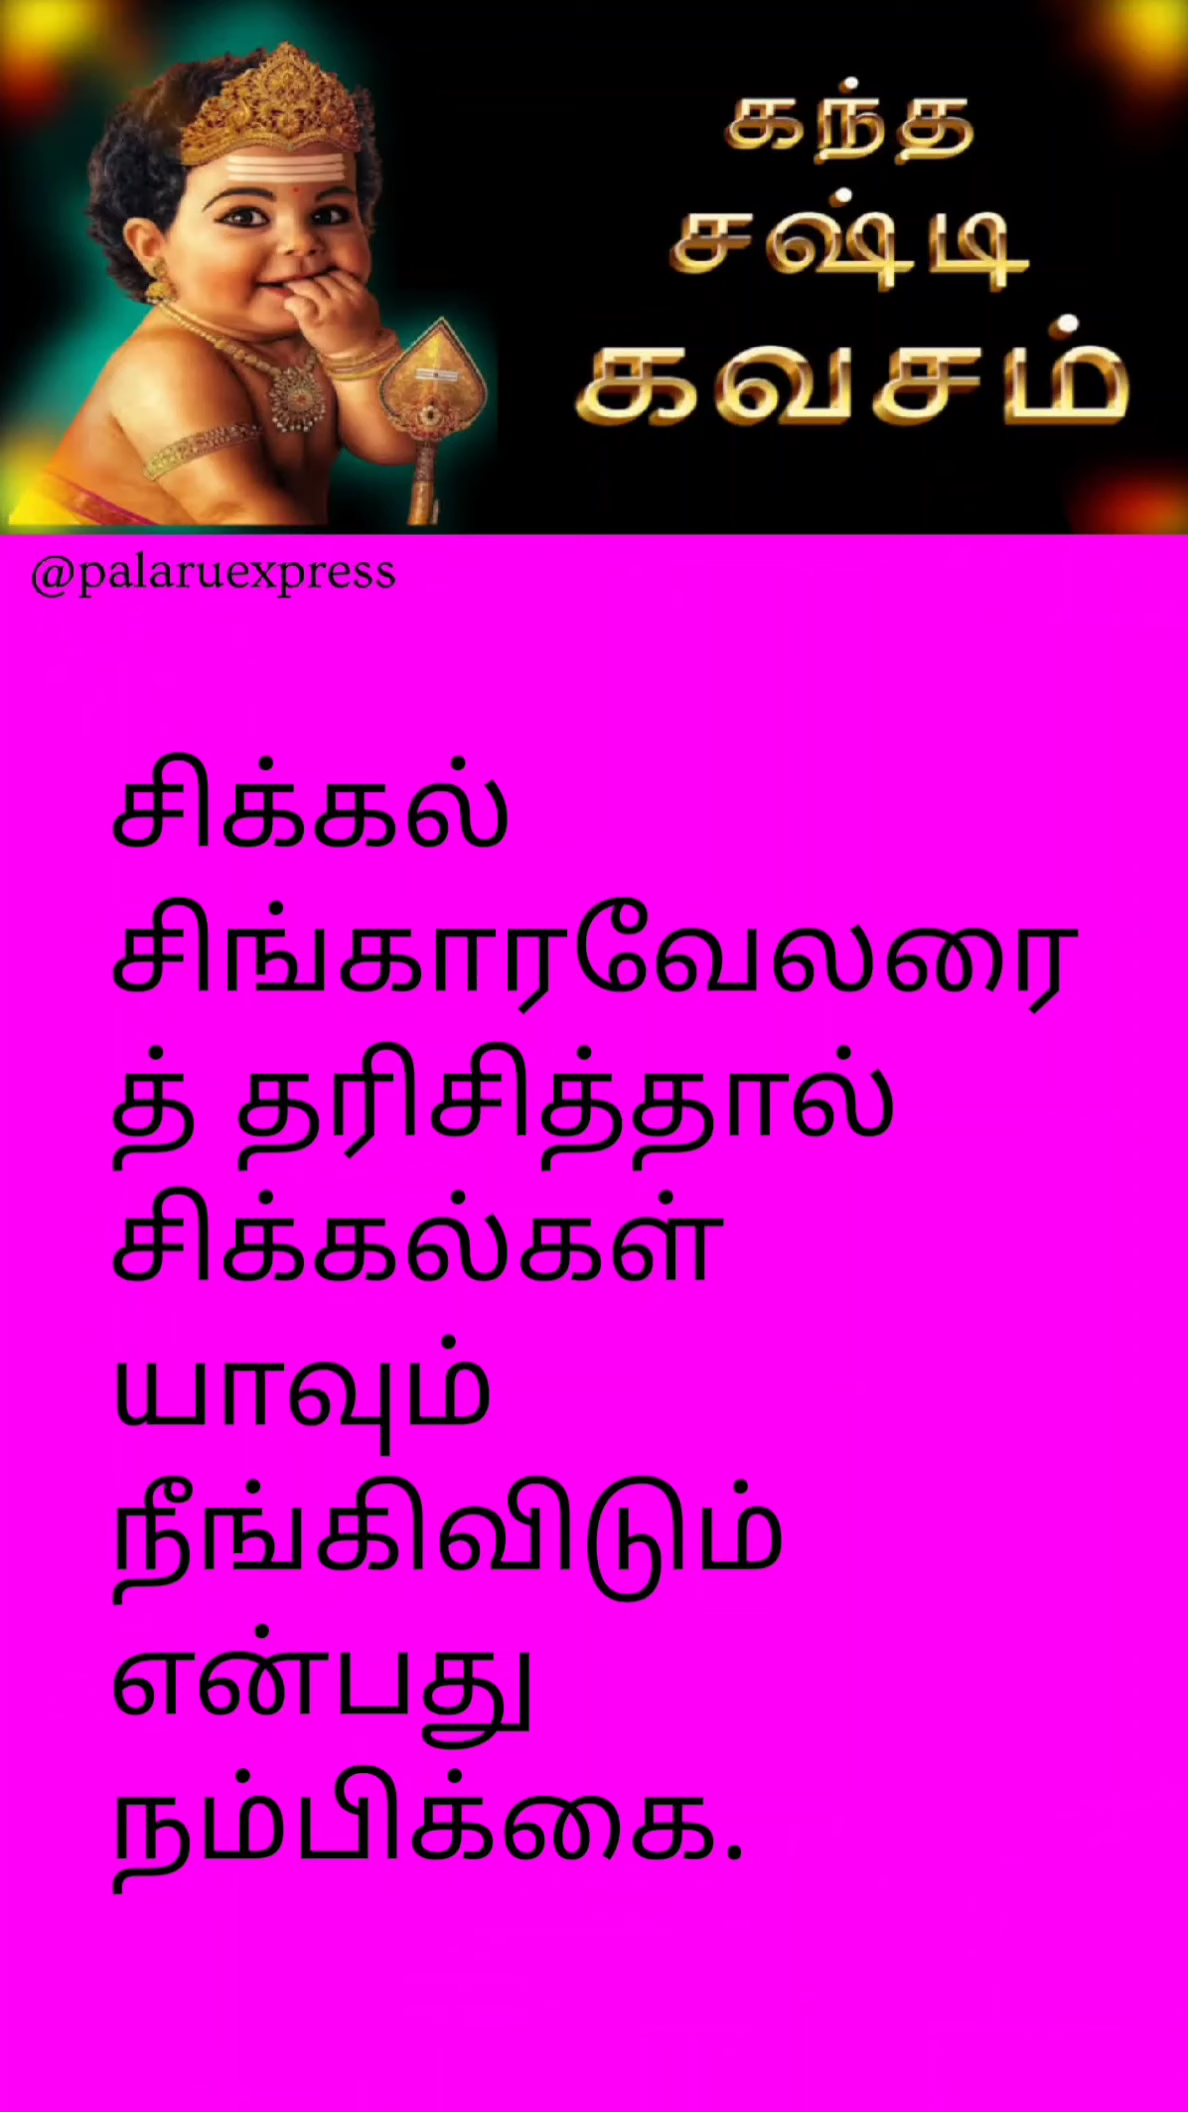 கந்த
சஷ்டி
கவசம்
@palaruexpress
சிக்கல்
சிங்காரவேலரை
த் தரிசித்தால்
சிக்கல்கள்
யாவும்
நீங்கிவிடும்
என்பது
நம்பிக்கை.